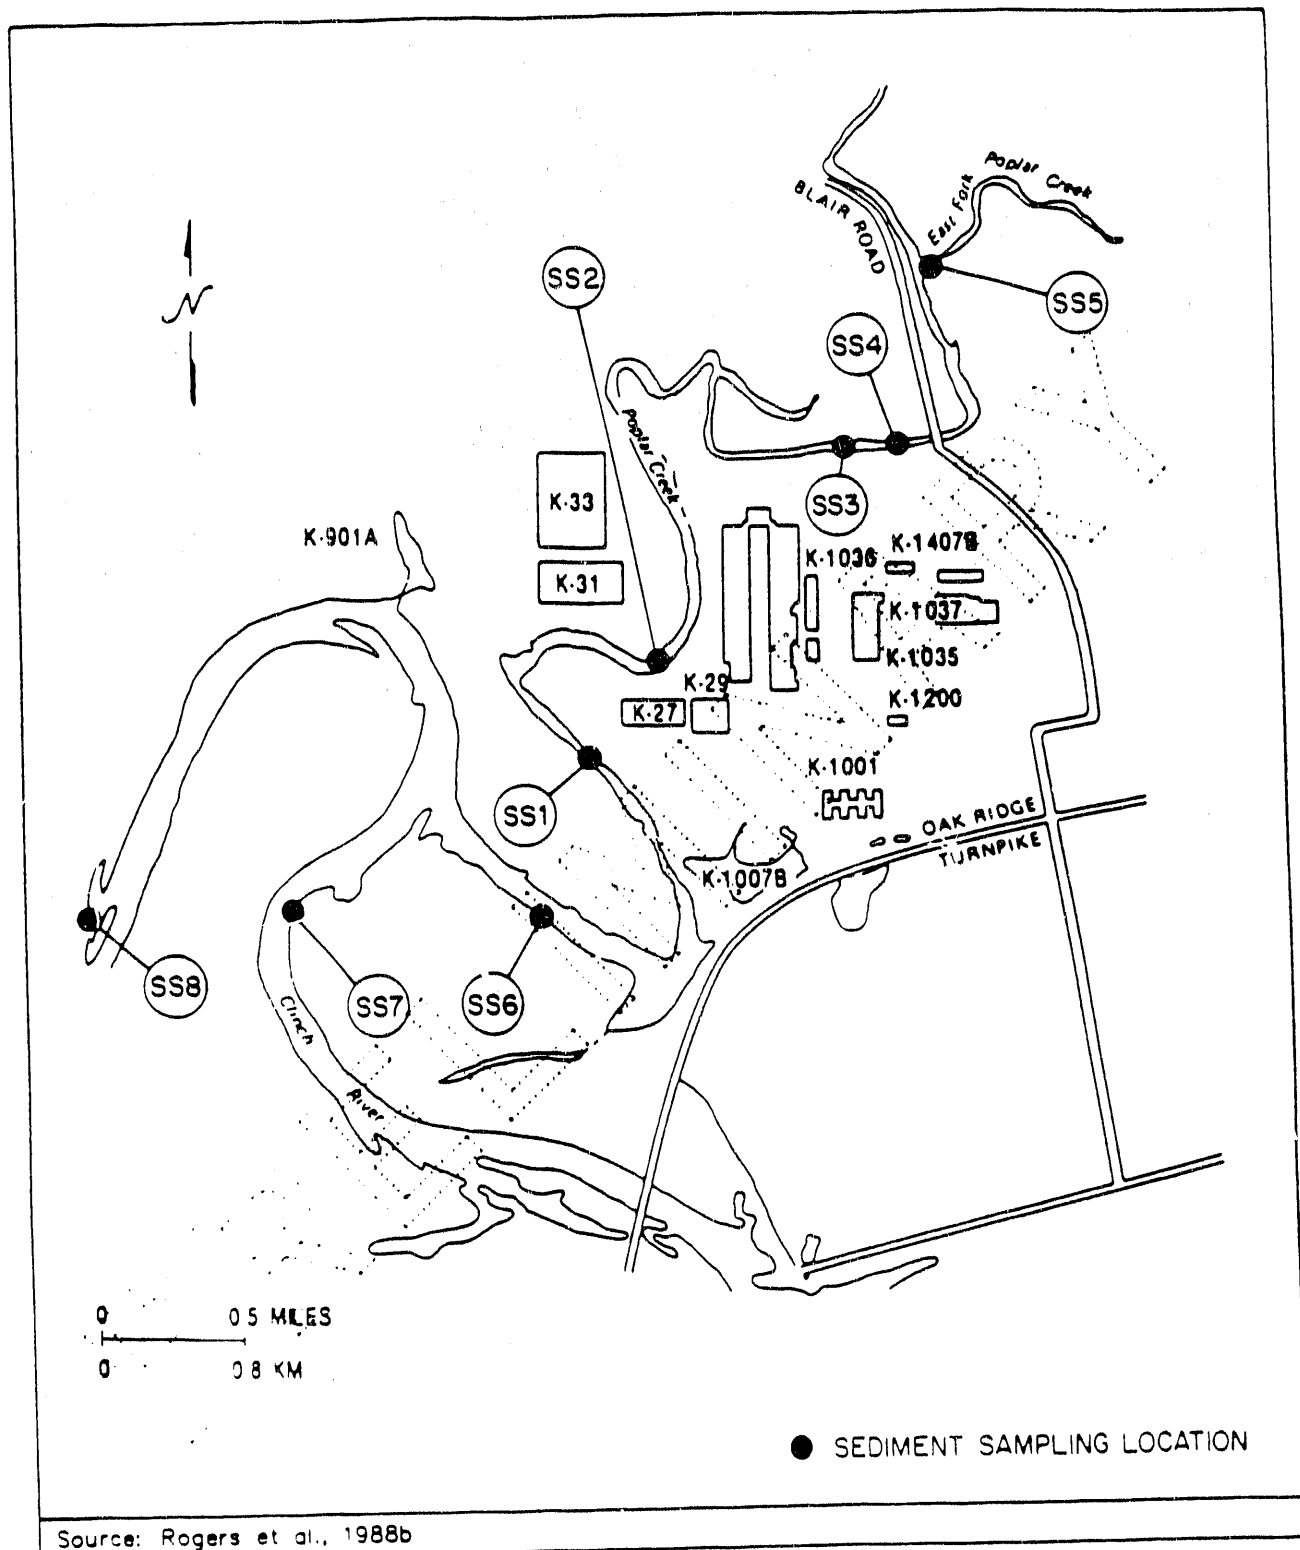 Poplar Creek
East Fork
BLAIR ROAD
SS2
SS5
N
SS4
Poplar Creek
K-33
SS3
K-901A
K-1036
K-1407B
K-31
K-1037
K-1035
K-29
K-27
K-1200
K-1001
SS1
OAK RIDGE
TURNPIKE
K-1007B
SS8
SS7
SS6
Clinch
River
0 0.5 MILES
0 0.8 KM
SEDIMENT SAMPLING LOCATION
Source: Rogers et al., 1988b